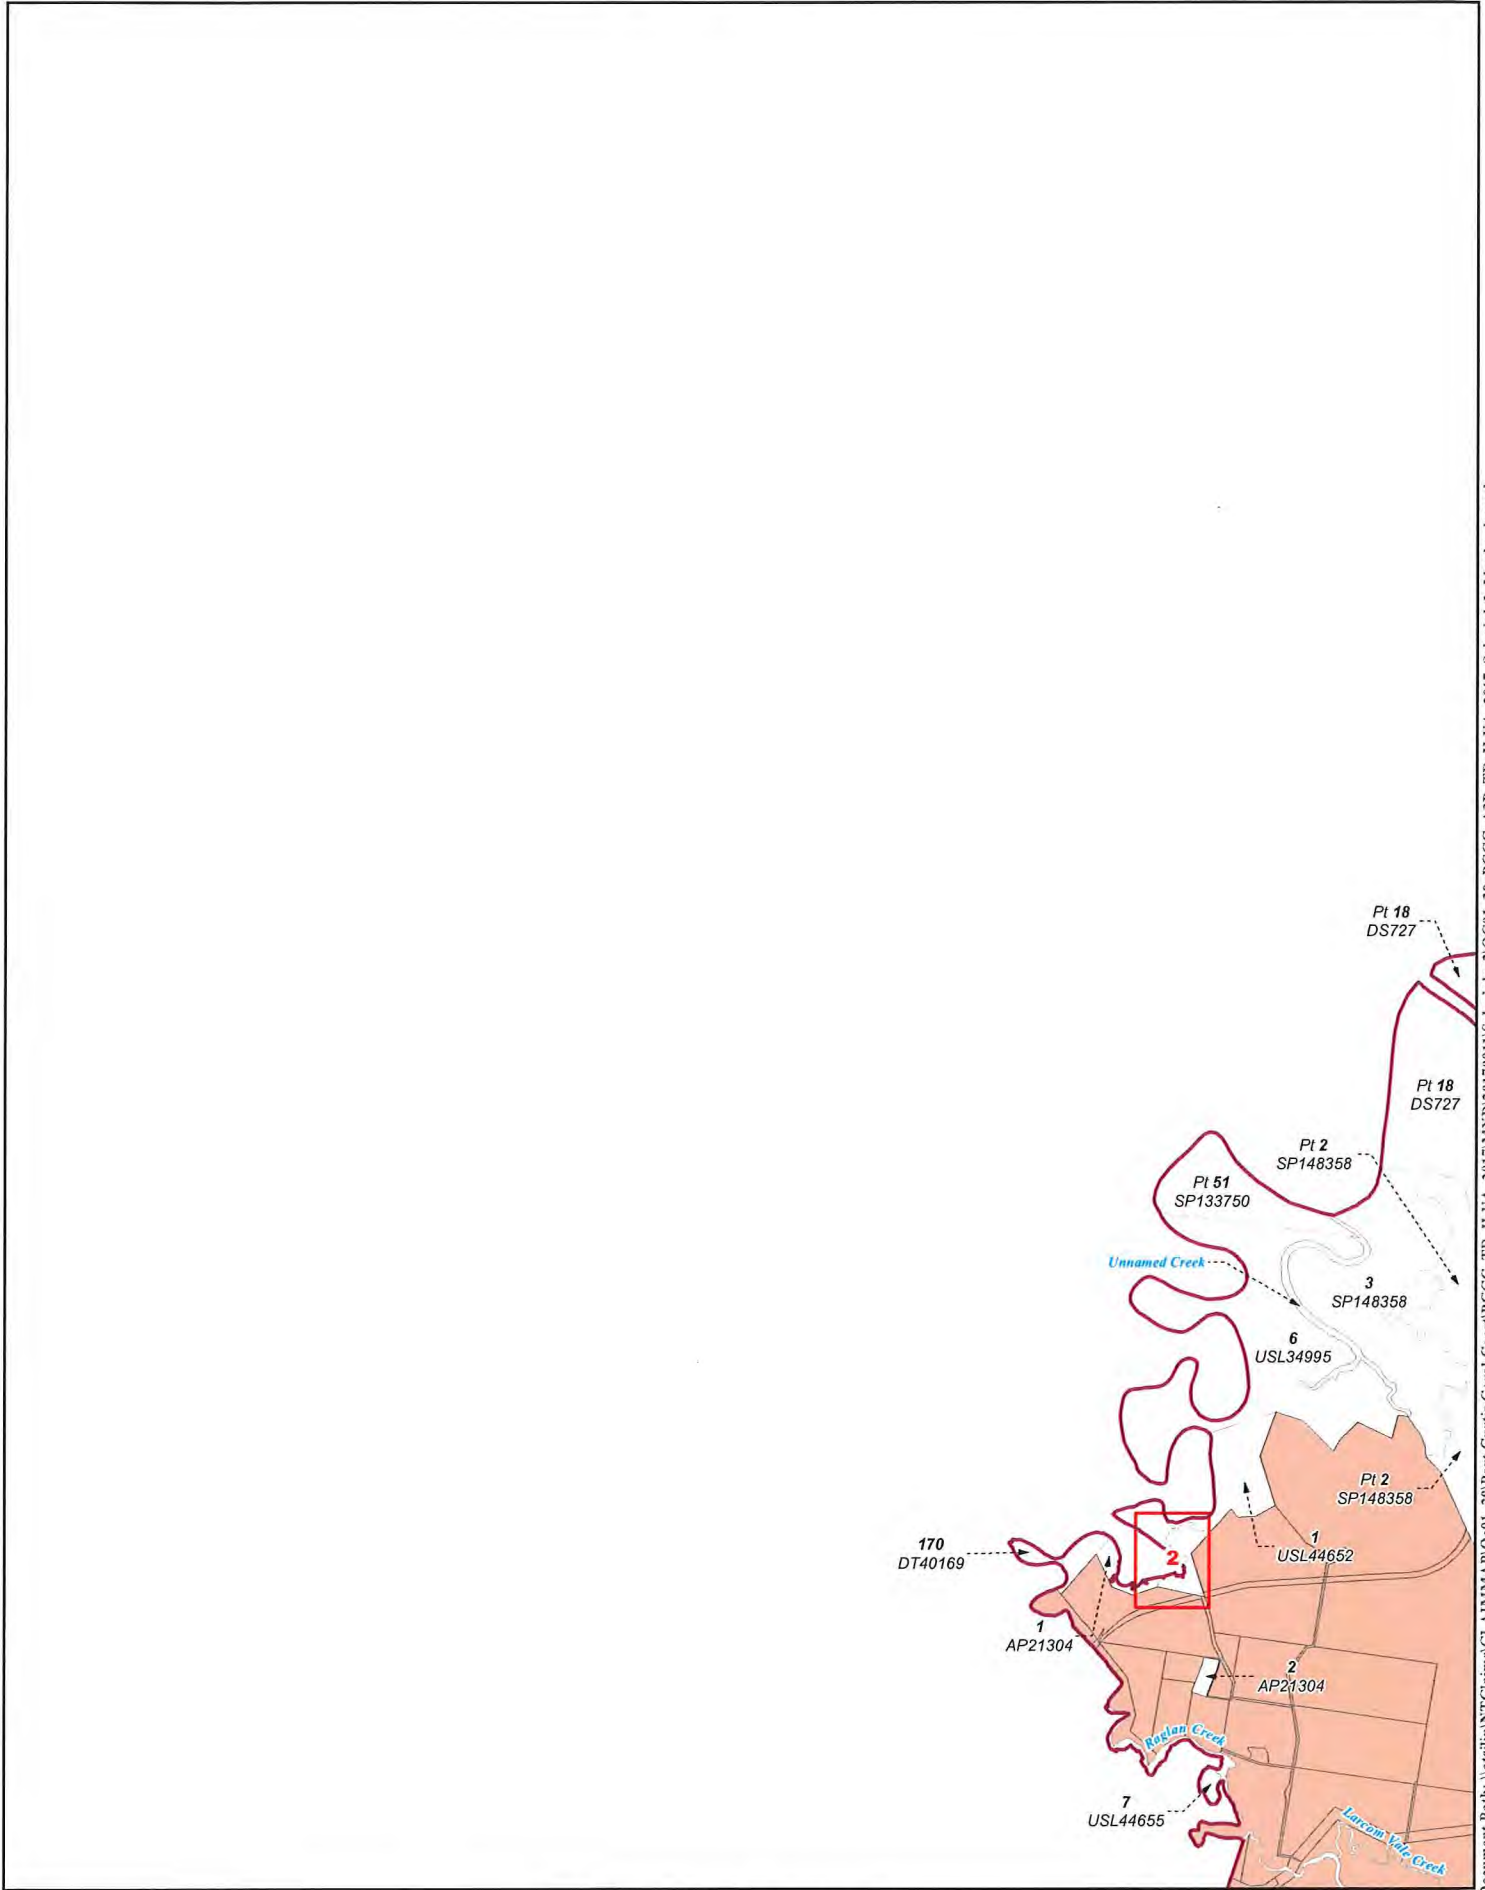 Pt 18
DS727
Pt 18
DS727
Pt 2
SP148358
Pt 51
SP133750
Unnamed Creek
3
SP148358
6
USL34995
Pt 2
SP148358
1
USL44652
170
DT40169
2
1
AP21304
2
AP21304
Raglan Creek
7
USL44655
Larcom Vale Creek